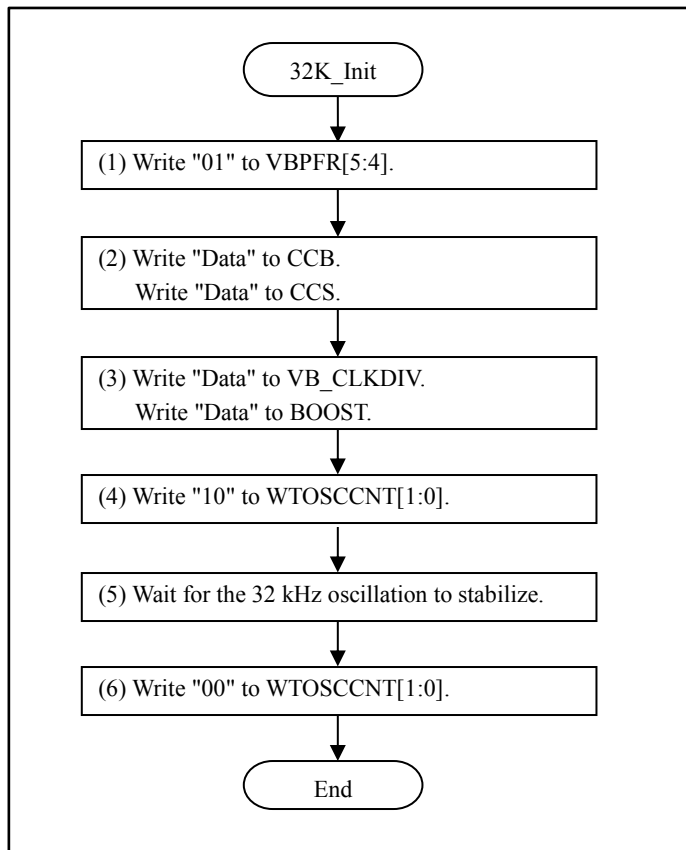 32K_Init
(1) Write "01" to VBPFR[5:4].
(2) Write "Data" to CCB.
Write "Data" to CCS.
(3) Write "Data" to VB_CLKDIV.
Write "Data" to BOOST.
(4) Write "10" to WTOSCCNT[1:0].
(5) Wait for the 32 kHz oscillation to stabilize.
(6) Write "00" to WTOSCCNT[1:0].
End